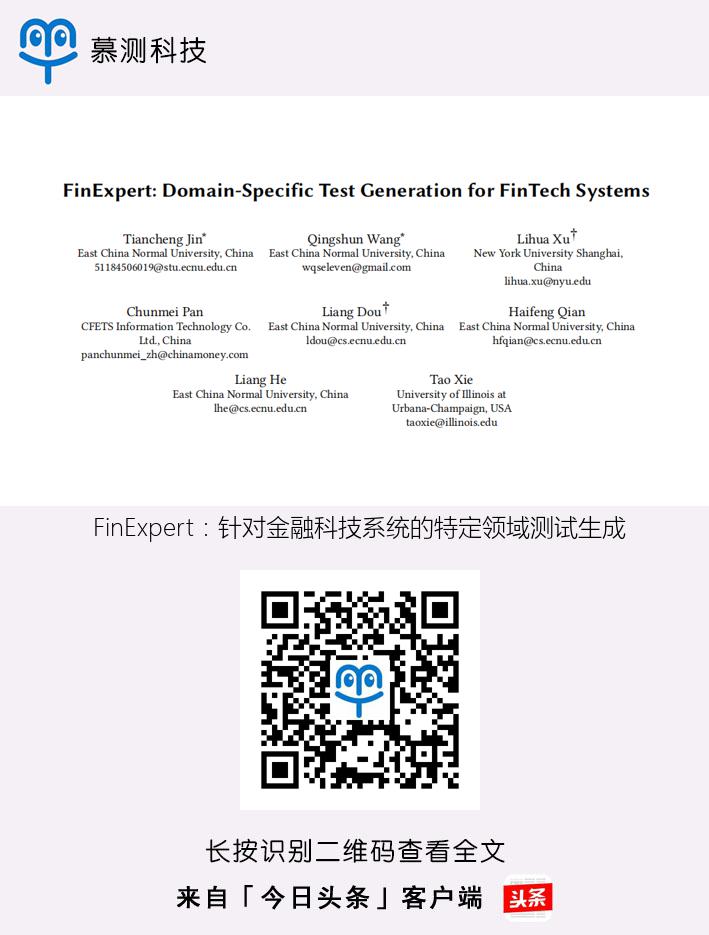 慕测科技
FinExpert: Domain-Specific Test Generation for FinTech Systems
Tiancheng Jin*
East China Normal University, China
51184506019@stu.ecnu.edu.cn
Qingshun Wang*
East China Normal University, China
wqseleven@gmail.com
Lihua Xu†
New York University Shanghai,
China
lihua.xu@nyu.edu
Chunmei Pan
CFETS Information Technology Co.
Ltd., China
panchunmei_zh@chinamoney.com
Liang Dou†
East China Normal University, China
ldou@cs.ecnu.edu.cn
Haifeng Qian
East China Normal University, China
hfqian@cs.ecnu.edu.cn
Liang He
East China Normal University, China
lhe@cs.ecnu.edu.cn
Tao Xie
University of Illinois at
Urbana-Champaign, USA
taoxie@illinois.edu
FinExpert：针对金融科技系统的特定领域测试生成
长按识别二维码查看全文
来自「今日头条」客户端
头条